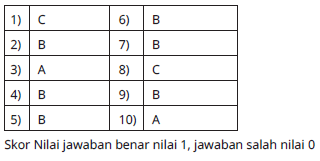 1) C 6) B
2) B 7) B
3) A 8) C
4) B 9) B
5) B 10) A
Skor Nilai jawaban benar nilai 1, jawaban salah nilai 0